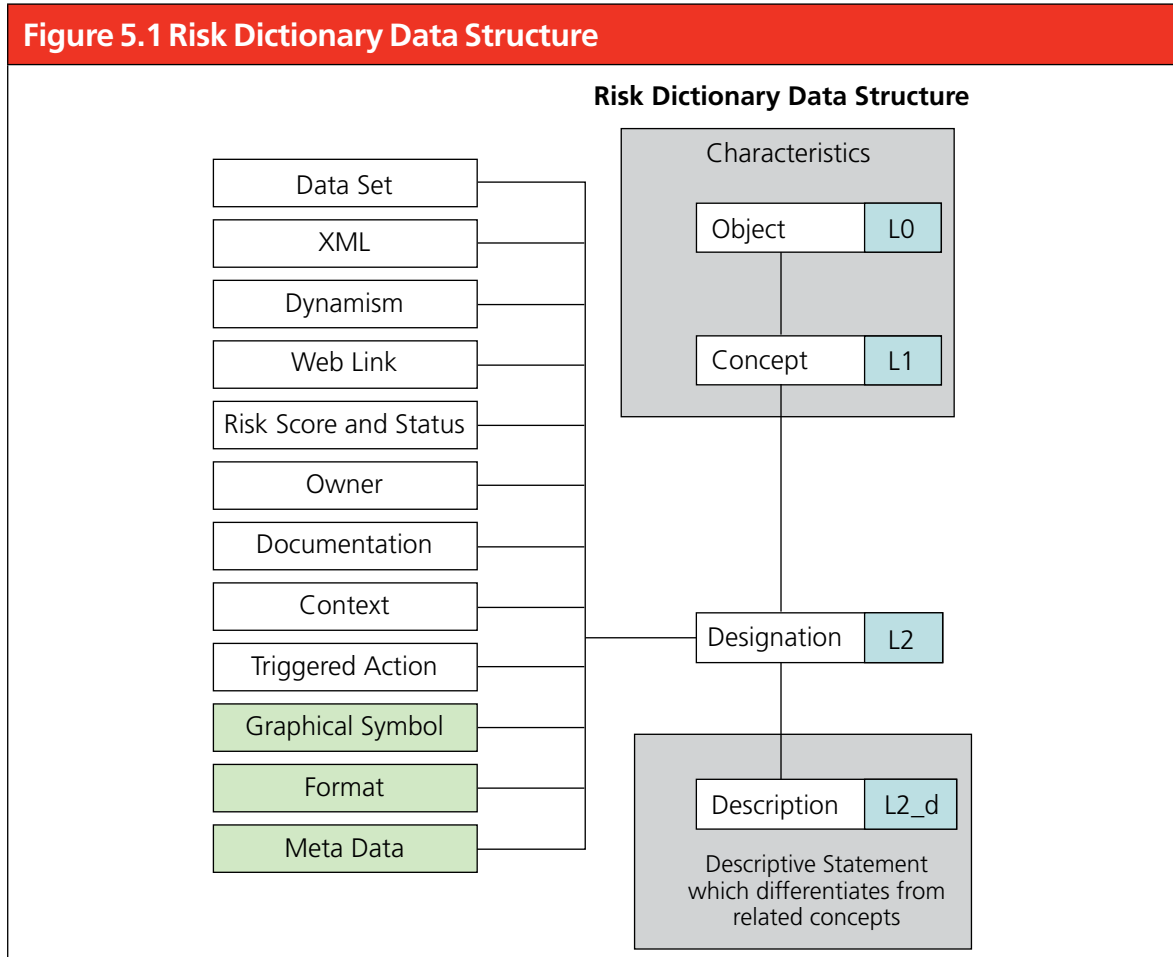 Figure 5.1 Risk Dictionary Data Structure
Risk Dictionary Data Structure
Data Set
XML
Dynamism
Web Link
Risk Score and Status
Owner
Documentation
Context
Triggered Action
Graphical Symbol
Format
Meta Data
Characteristics
Object L0
Concept L1
Designation L2
Description L2_d
Descriptive Statement
which differentiates from
related concepts